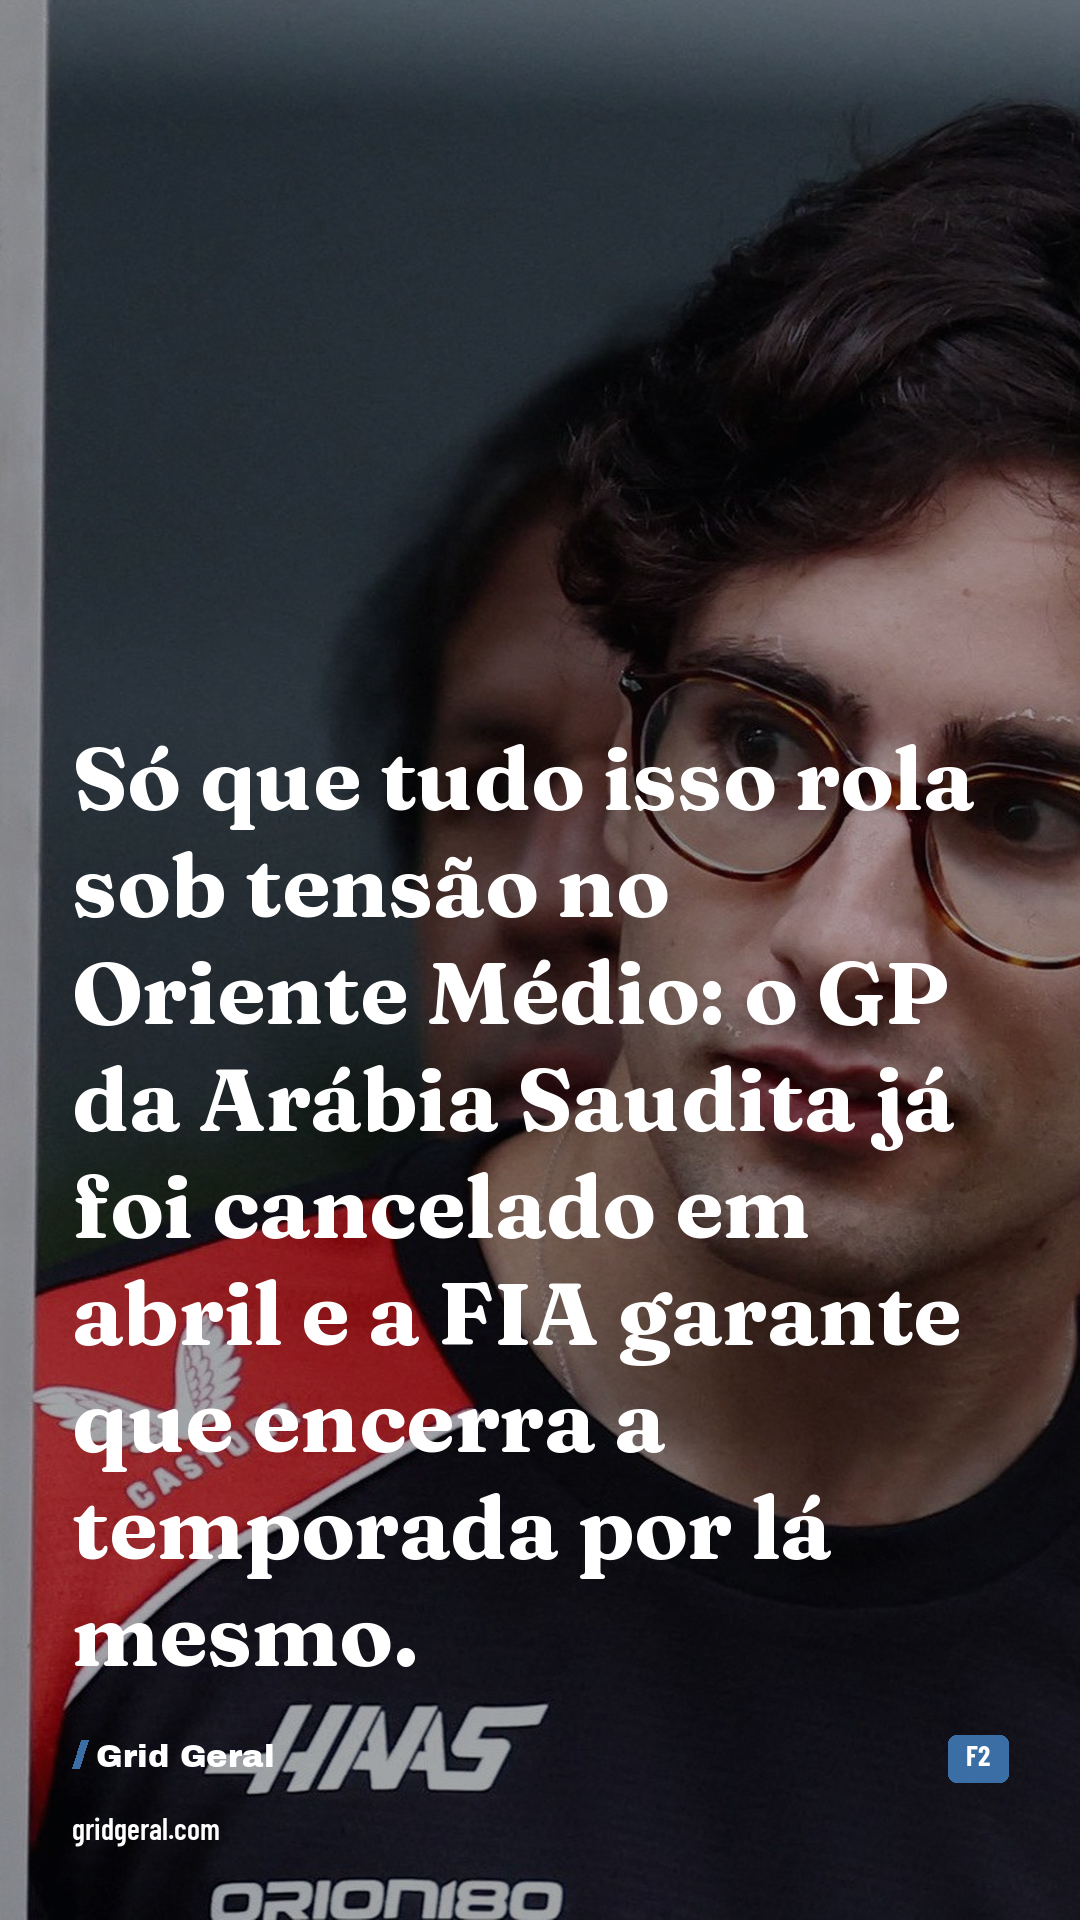 Só que tudo isso rola
sob tensão no
Oriente Médio: o GP
da Arábia Saudita já
foi cancelado em
abril e a FIA garante
que encerra a
temporada por lá
mesmo.
CASTORE
HAAS
/ Grid Geral
F2
gridgeral.com
ORION180